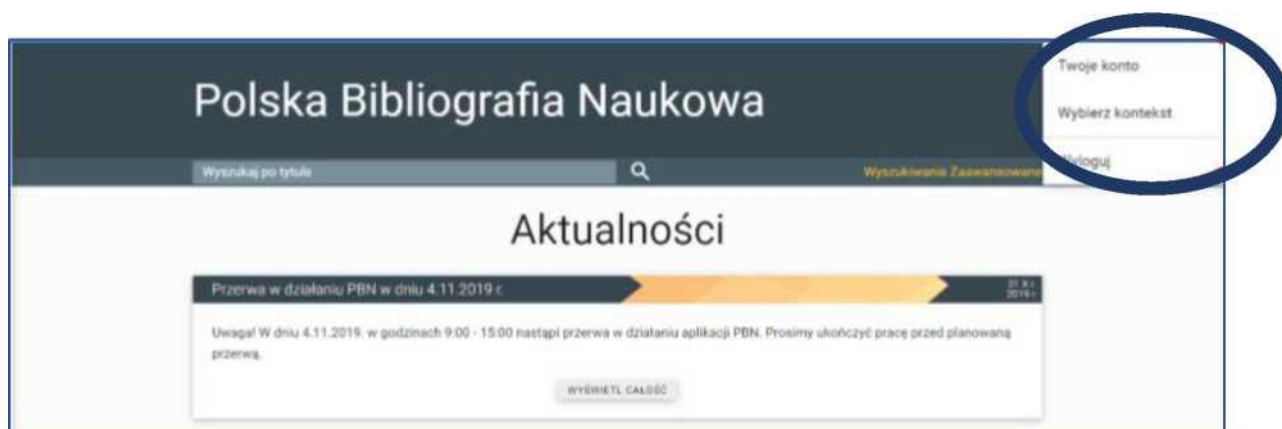 Twoje konto
Polska Bibliografia Naukowa
Wybierz kontekst
Wyloguj
Wyszukaj po tytule
Wyszukiwanie Zaawansowane
Aktualności
Przerwa w działaniu PBN w dniu 4.11.2019 r.
Uwaga! W dniu 4.11.2019. w godzinach 9:00 - 15:00 nastąpi przerwa w działaniu aplikacji PBN. Prosimy ukończyć pracę przed planowaną
przerwą.
WYŚWIETL CAŁOŚĆ